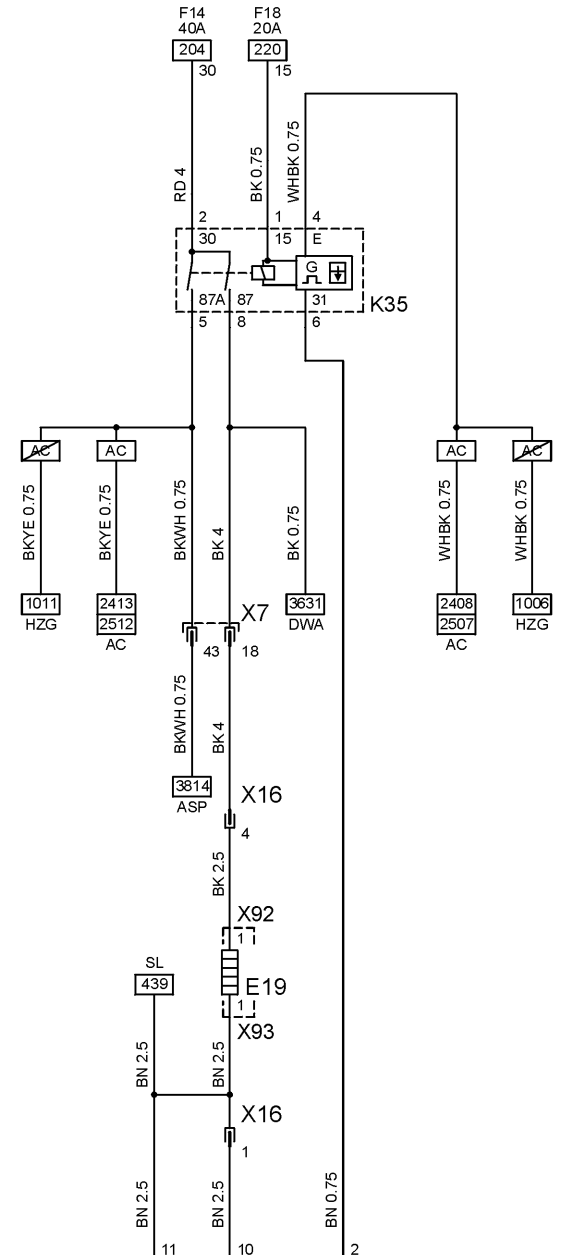 F14
40A
204
30
F18
20A
220
15
RD 4
BK 0.75
WHBK 0.75
2
1
4
30
15
E
G
87A
87
31
K35
5
8
6
AC
AC
AC
AC
BKYE 0.75
BKYE 0.75
BKWH 0.75
BK 4
BK 0.75
WHBK 0.75
WHBK 0.75
1011
HZG
2413
2512
AC
X7
3631
DWA
2408
2507
AC
1006
HZG
43
18
BKWH 0.75
BK 4
3814
ASP
X16
4
BK 2.5
X92
1
SL
439
E19
1
X93
BN 2.5
BN 2.5
X16
1
BN 2.5
BN 2.5
BN 0.75
11
10
2